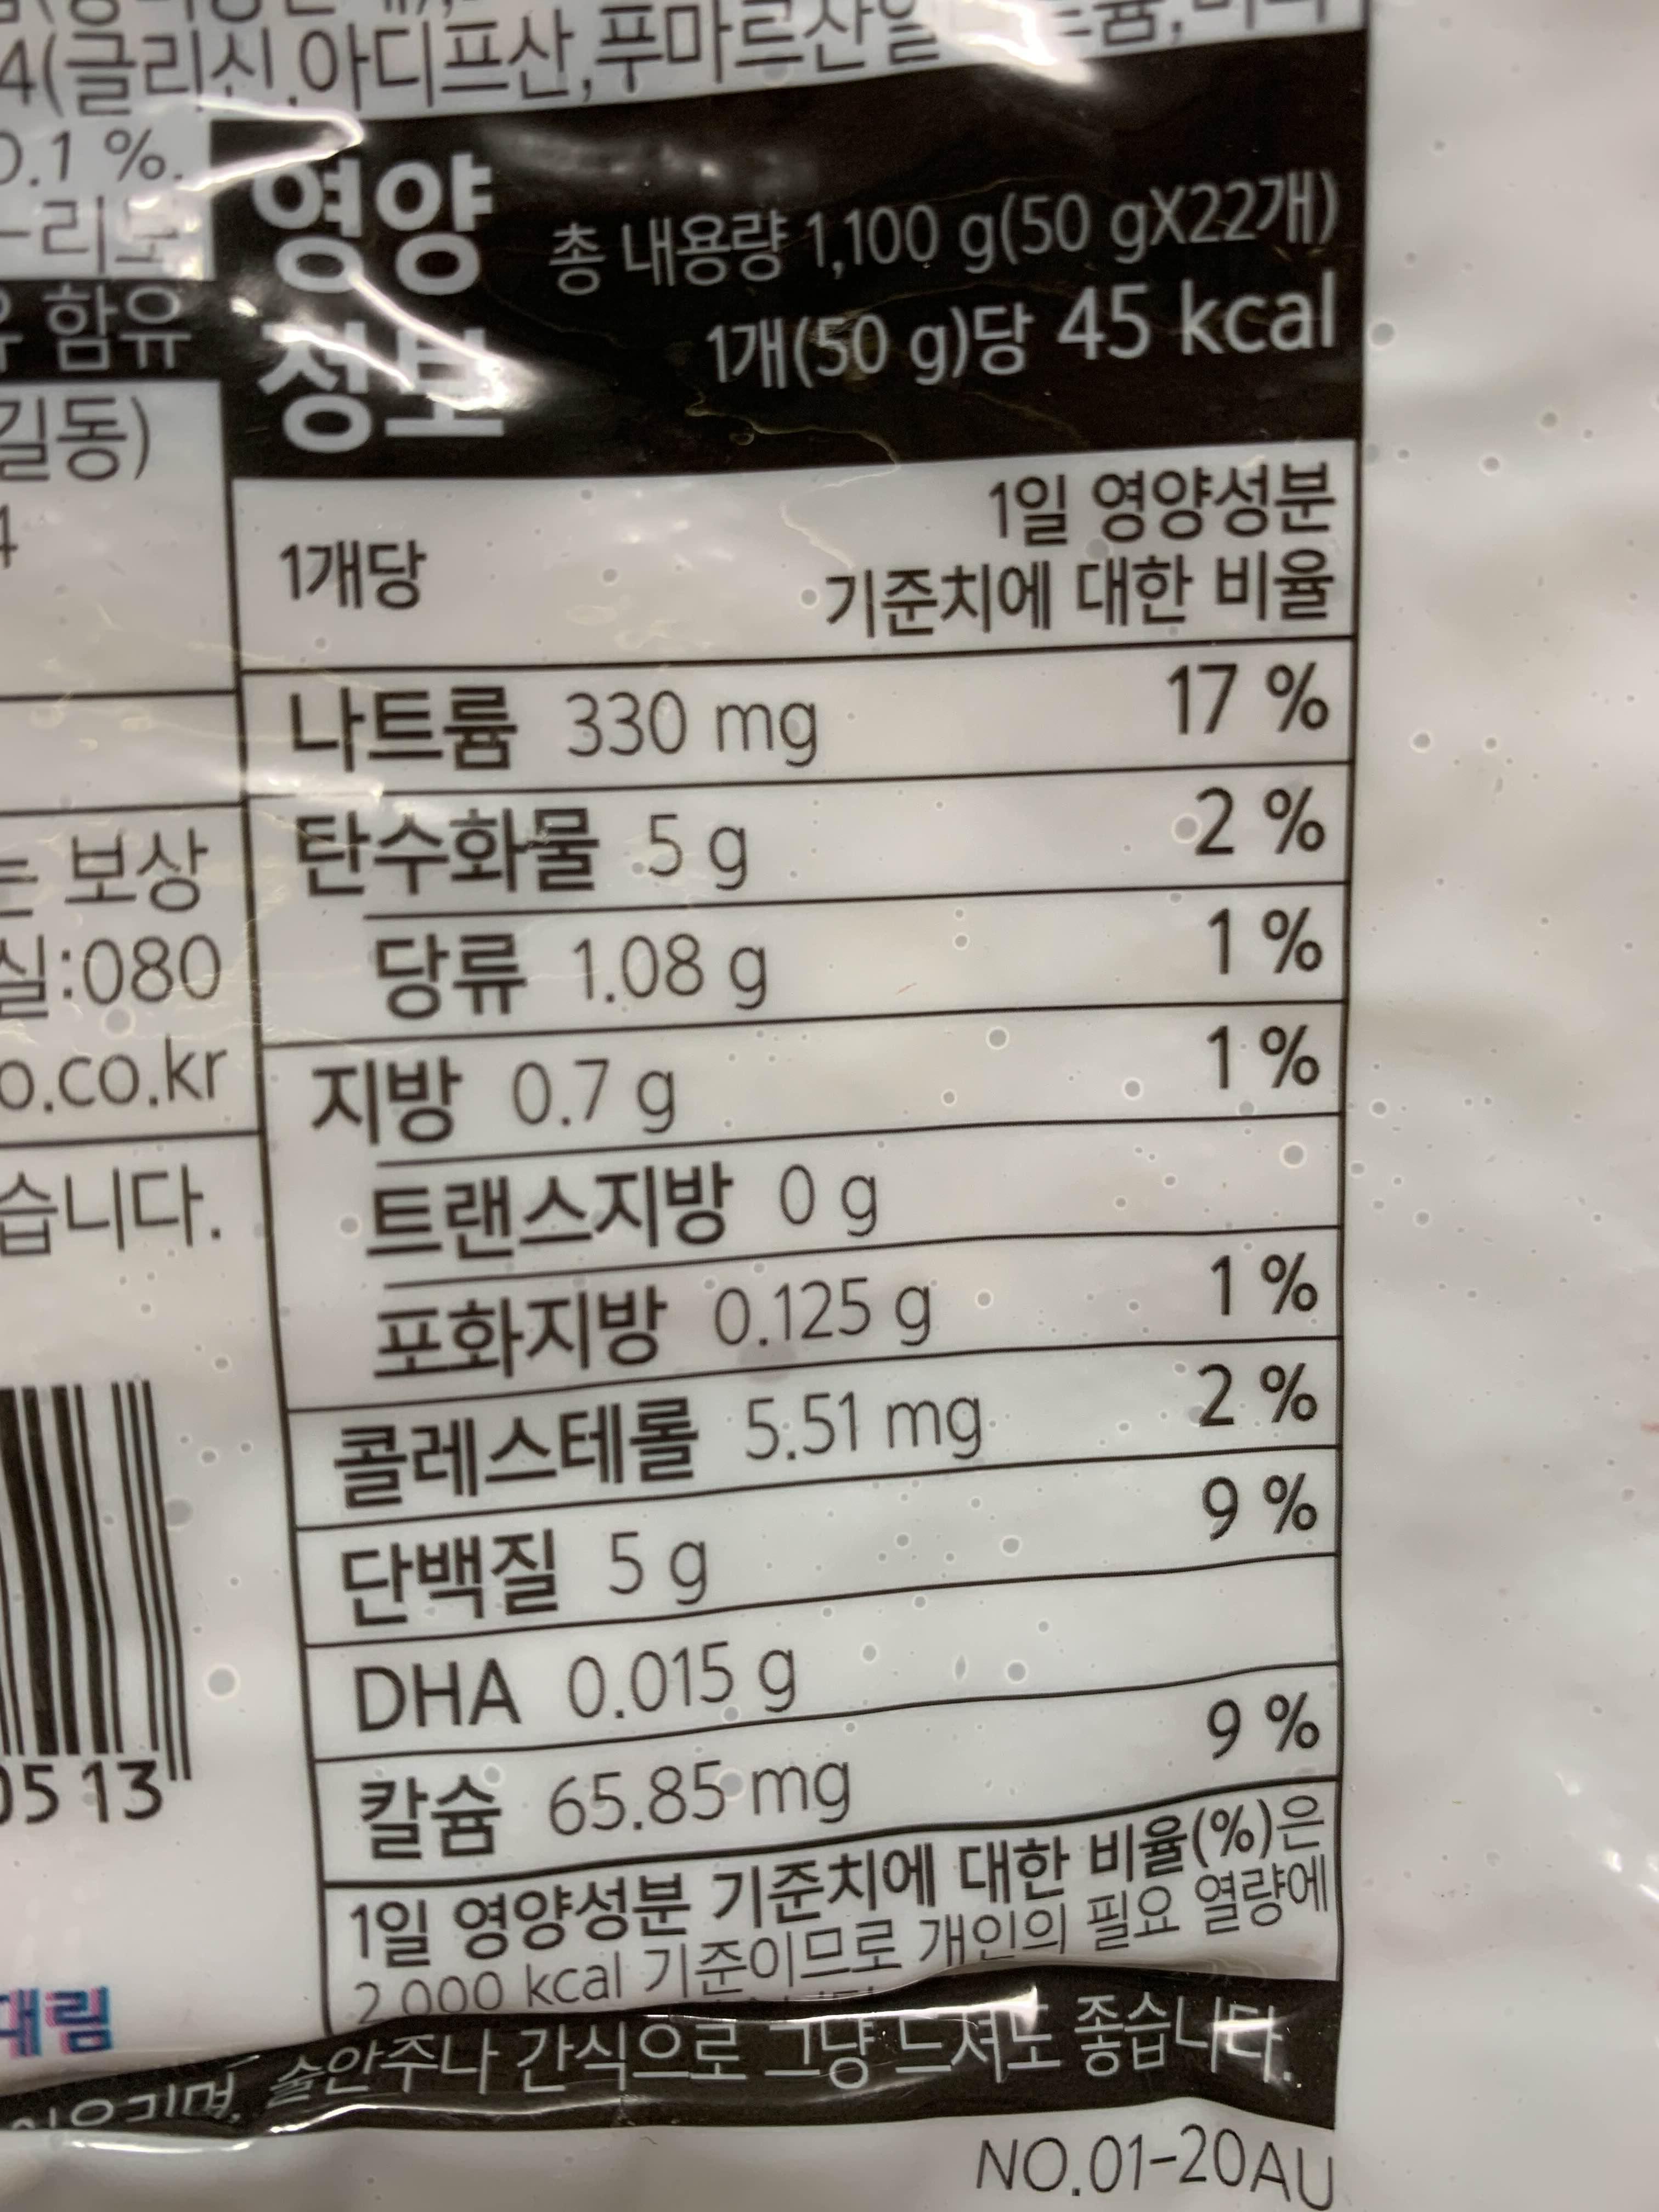 4(글리신,아디프산,푸마르산일
0.1 %.
함유
길동)
4
보상
실:080
o.co.kr
습니다.
0513
대림
영양
정보
총 내용량 1,100 g(50 gX22개)
1개(50 g)당 45 kcal
1개당
1일 영양성분
기준치에 대한 비율
나트륨 330 mg 17 %
탄수화물 5 g 2 %
당류 1.08 g 1 %
지방 0.7 g 1 %
트랜스지방 0 g
포화지방 0.125 g 1 %
콜레스테롤 5.51 mg 2 %
단백질 5 g 9 %
DHA 0.015 g
칼슘 65.85 mg 9 %
1일 영양성분 기준치에 대한 비율(%)은
2,000 kcal 기준이므로 개인의 필요 열량에
술안주나 간식으로 그냥 드셔도 좋습니다.
NO.01-20AU